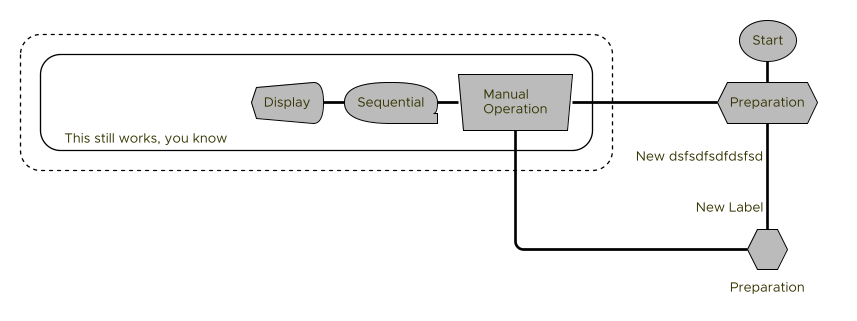 Start
Display
Sequential
Manual
Operation
Preparation
This still works, you know
New dsfsdfsdfdsfsd
New Label
Preparation